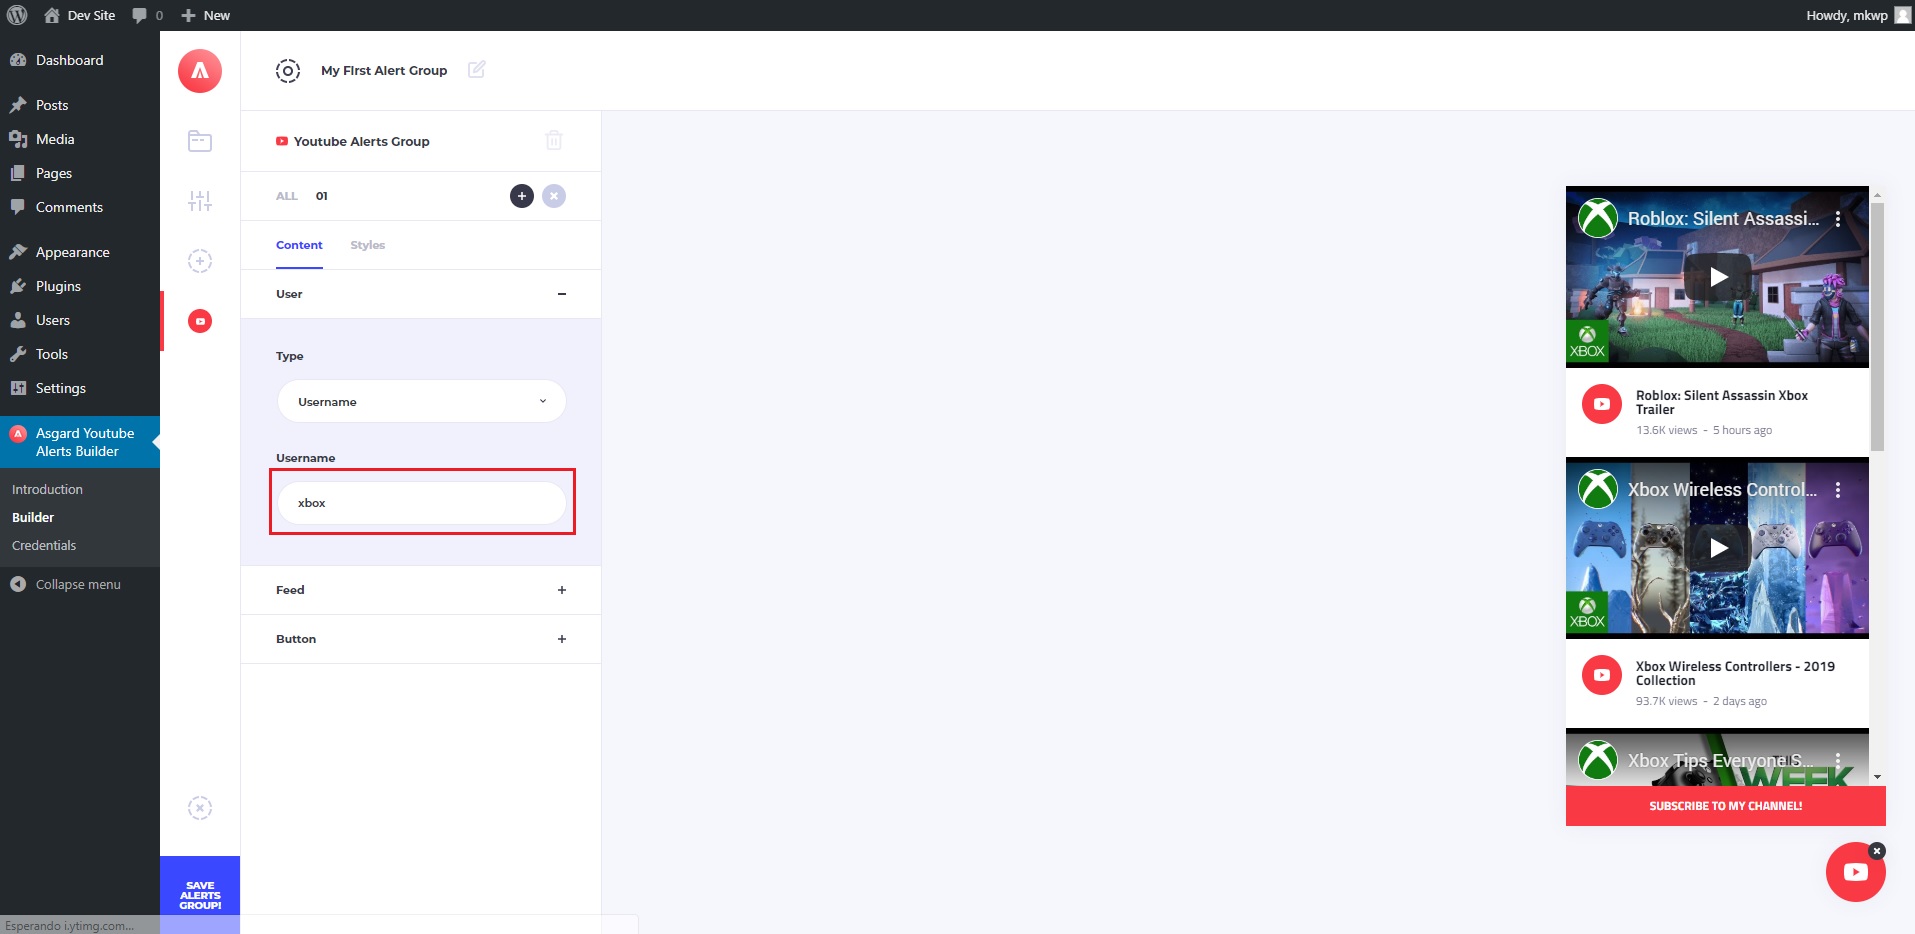 Dev Site
0
New
Howdy, mkwp
Dashboard
Posts
Media
Pages
Comments
Appearance
Plugins
Users
Tools
Settings
Asgard Youtube
Alerts Builder
Introduction
Builder
Credentials
Collapse menu
Esperando i.ytimg.com...
SAVE
ALERTS
GROUP!
My FIrst Alert Group
Youtube Alerts Group
ALL 01
Content Styles
User
Type
Username
Username
xbox
Feed
Button
Roblox: Silent Assassi...
XBOX
Roblox: Silent Assassin Xbox
Trailer
13.6K views - 5 hours ago
Xbox Wireless Control...
XBOX
Xbox Wireless Controllers - 2019
Collection
93.7K views - 2 days ago
Xbox Tips Everyone S...
WEEK
SUBSCRIBE TO MY CHANNEL!